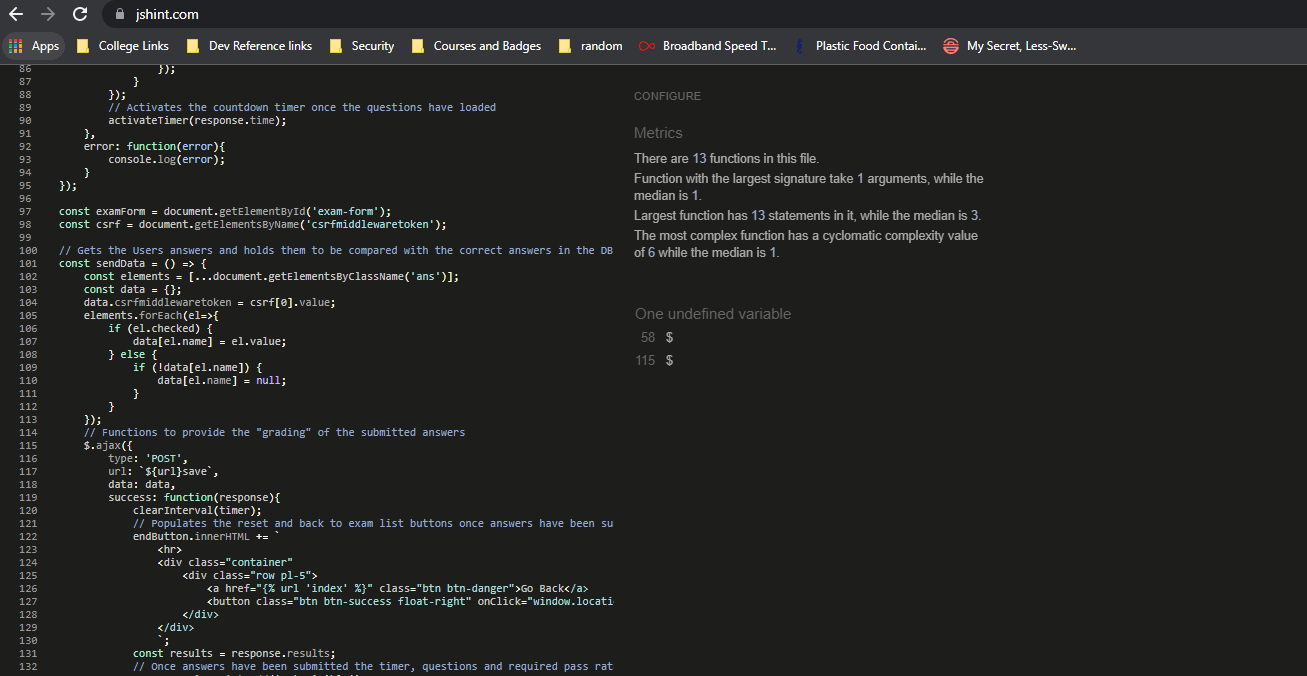 jshint.com
Apps College Links Dev Reference links Security Courses and Badges random Broadband Speed T... Plastic Food Contai... My Secret, Less-Sw...
86 });
87 }
88 });
89 // Activates the countdown timer once the questions have loaded
90 activateTimer(response.time);
91 },
92 error: function(error){
93 console.log(error);
94 }
95 });
96
97 const examForm = document.getElementById('exam-form');
98 const csrf = document.getElementsByName('csrfmiddlewaretoken');
99
100 // Gets the Users answers and holds them to be compared with the correct answers in the DB
101 const sendData = () => {
102 const elements = [...document.getElementsByClassName('ans')];
103 const data = {};
104 data.csrfmiddlewaretoken = csrf[0].value;
105 elements.forEach(el=>{
106 if (el.checked) {
107 data[el.name] = el.value;
108 } else {
109 if (!data[el.name]) {
110 data[el.name] = null;
111 }
112 }
113 });
114 // Functions to provide the "grading" of the submitted answers
115 $.ajax({
116 type: 'POST',
117 url: `${url}save`,
118 data: data,
119 success: function(response){
120 clearInterval(timer);
121 // Populates the reset and back to exam list buttons once answers have been su
122 endButton.innerHTML += `
123 <hr>
124 <div class="container"
125 <div class="row pl-5">
126 <a href="{% url 'index' %}" class="btn btn-danger">Go Back</a>
127 <button class="btn btn-success float-right" onClick="window.locati
128 </div>
129 </div>
130 `;
131 const results = response.results;
132 // Once answers have been submitted the timer, questions and required pass rat
CONFIGURE
Metrics
There are 13 functions in this file.
Function with the largest signature take 1 arguments, while the
median is 1.
Largest function has 13 statements in it, while the median is 3.
The most complex function has a cyclomatic complexity value
of 6 while the median is 1.
One undefined variable
58 $
115 $